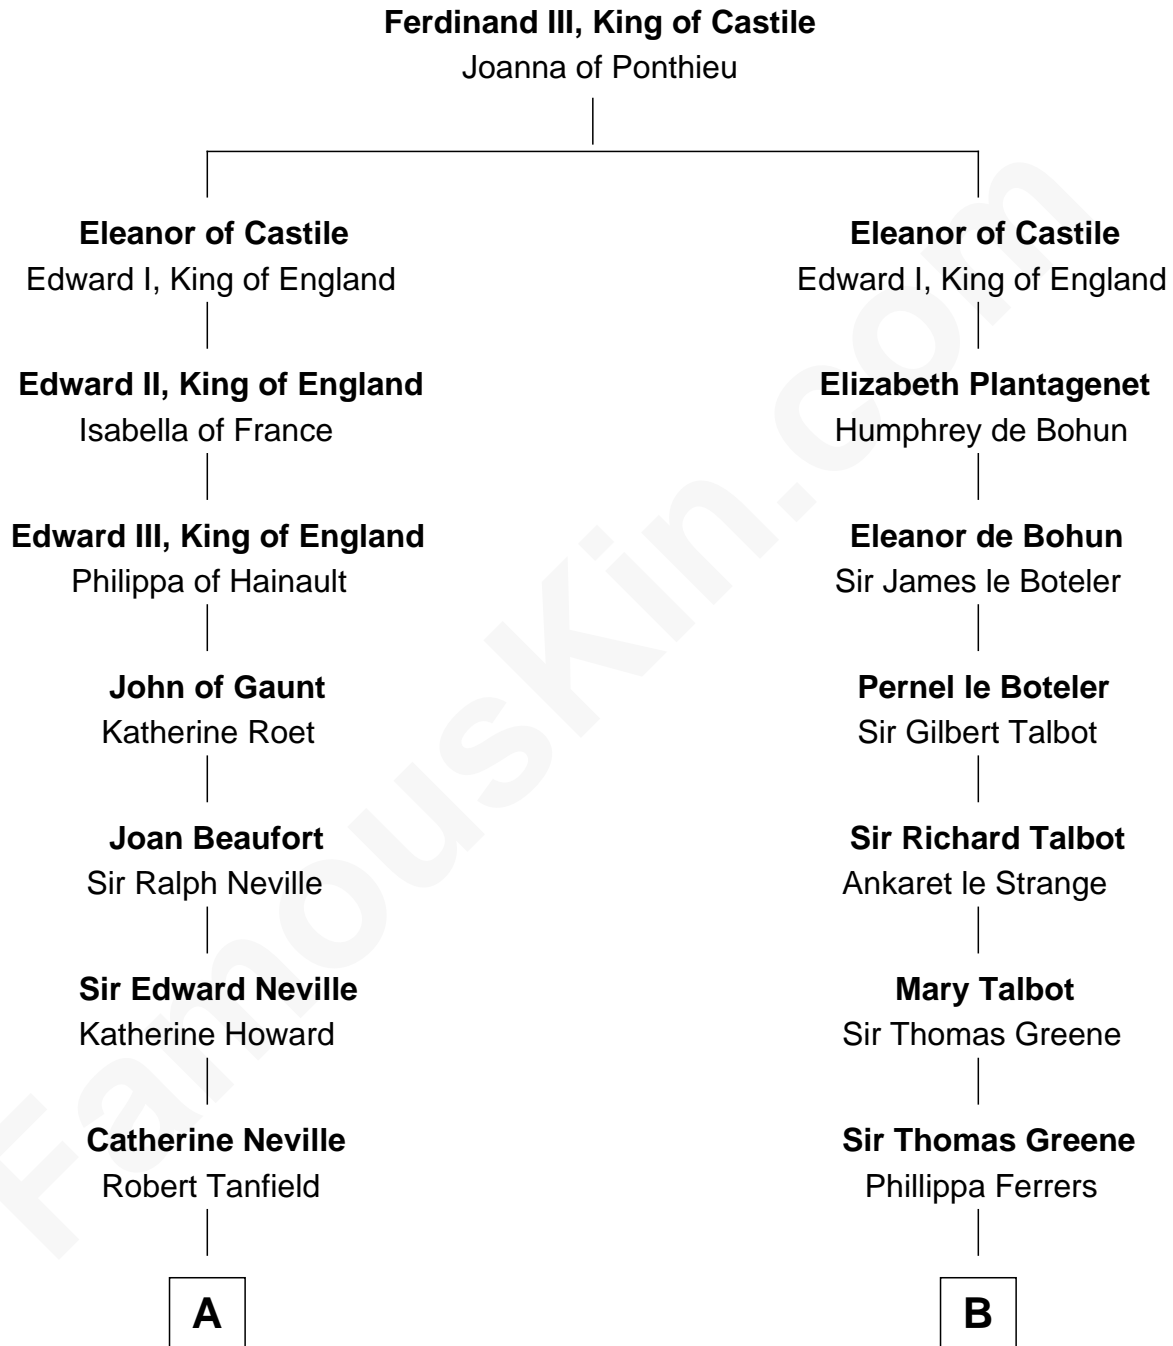 Ferdinand III, King of Castile
Joanna of Ponthieu
Eleanor of Castile
Edward I, King of England
Edward II, King of England
Isabella of France
Edward III, King of England
Philippa of Hainault
John of Gaunt
Katherine Roet
Joan Beaufort
Sir Ralph Neville
Sir Edward Neville
Katherine Howard
Catherine Neville
Robert Tanfield
A
Eleanor of Castile
Edward I, King of England
Elizabeth Plantagenet
Humphrey de Bohun
Eleanor de Bohun
Sir James le Boteler
Pernel le Boteler
Sir Gilbert Talbot
Sir Richard Talbot
Ankaret le Strange
Mary Talbot
Sir Thomas Greene
Sir Thomas Greene
Phillippa Ferrers
B
FamousKin.com